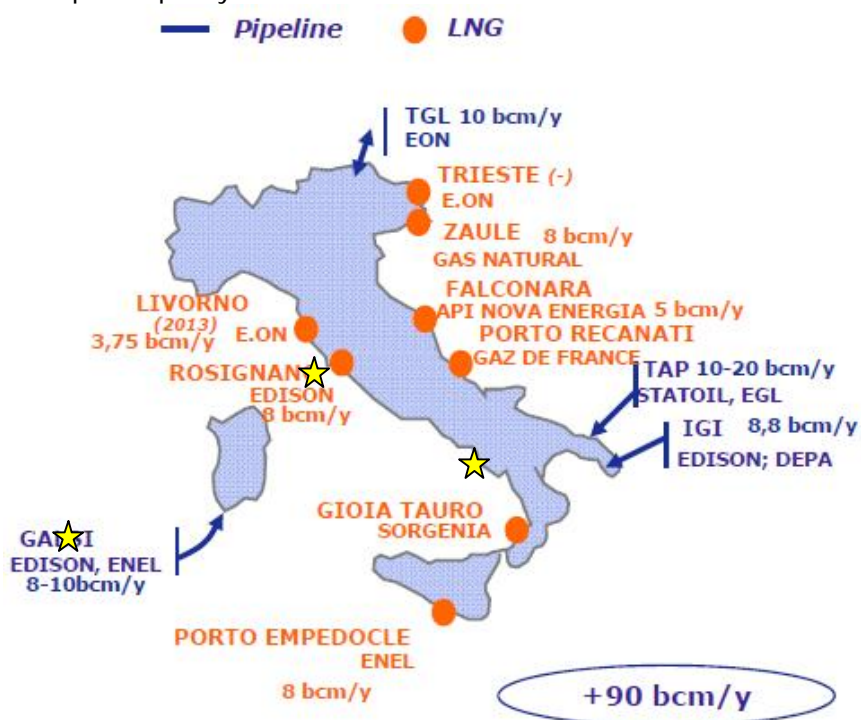 Pipeline LNG
TGL 10 bcm/y
EON
TRIESTE (-)
E.ON
ZAULE 8 bcm/y
GAS NATURAL
FALCONARA
API NOVA ENERGIA 5 bcm/y
PORTO RECANATI
GAZ DE FRANCE
LIVORNO
(2013)
3,75 bcm/y E.ON
ROSIGNAN
EDISON
8 bcm/y
TAP 10-20 bcm/y
STATOIL, EGL
IGI 8,8 bcm/y
EDISON; DEPA
GIOIA TAURO
SORGENIA
EDISON, ENEL
8-10bcm/y
PORTO EMPEDOCLE
ENEL
8 bcm/y
+90 bcm/y